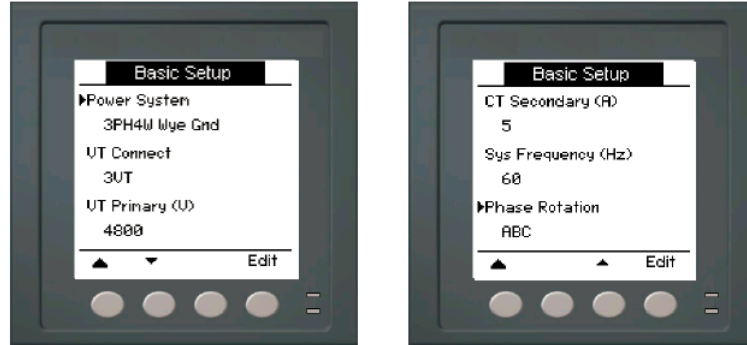 Basic Setup
Power System
3PH4W Wye Gnd
VT Connect
3VT
VT Primary (V)
4800
Edit
Basic Setup
CT Secondary (A)
5
Sys Frequency (Hz)
60
Phase Rotation
ABC
Edit